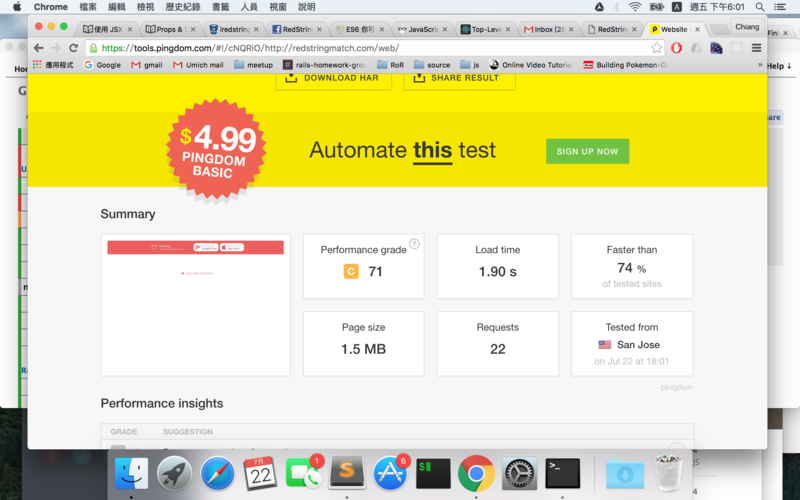 Chrome 檔案 編輯 檢視 歷史紀錄 書籤 人員 視窗 說明
週五 下午6:01
使用 JSX
Props &
iredstring
RedString
ES6 你可
JavaScrip
Top-Leve
M Inbox (2
RedString
Website
Chiang
https://tools.pingdom.com/#!/cNQRiO/http://redstringmatch.com/web/
應用程式 Google gmail Umich mail meetup rails-homework-gro RoR source js Online Video Tutorial Building Pokemon-G »
Help ↓
DOWNLOAD HAR
SHARE RESULT
$4.99
PINGDOM
BASIC
Automate this test
SIGN UP NOW
Summary
Performance grade ?
C 71
Load time
1.90 s
Faster than
74 %
of tested sites
Page size
1.5 MB
Requests
22
Tested from
San Jose
on Jul 22 at 18:01
pingdom
Performance insights
GRADE SUGGESTION
7月
22
1
S
6
$
>_